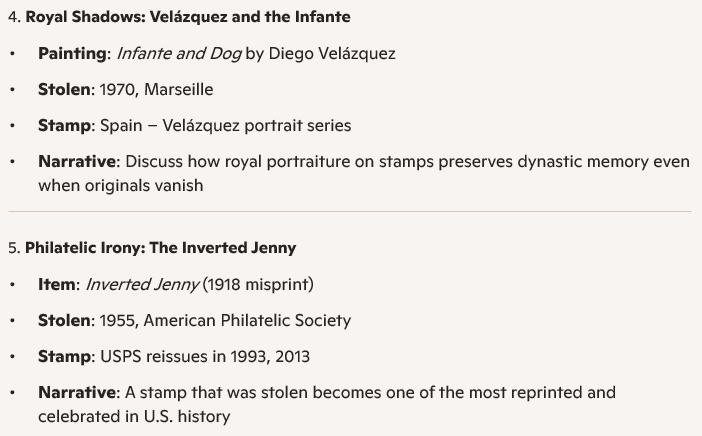 4. Royal Shadows: Velázquez and the Infante
• Painting: Infante and Dog by Diego Velázquez
• Stolen: 1970, Marseille
• Stamp: Spain – Velázquez portrait series
• Narrative: Discuss how royal portraiture on stamps preserves dynastic memory even
when originals vanish
5. Philatelic Irony: The Inverted Jenny
• Item: Inverted Jenny (1918 misprint)
• Stolen: 1955, American Philatelic Society
• Stamp: USPS reissues in 1993, 2013
• Narrative: A stamp that was stolen becomes one of the most reprinted and
celebrated in U.S. history